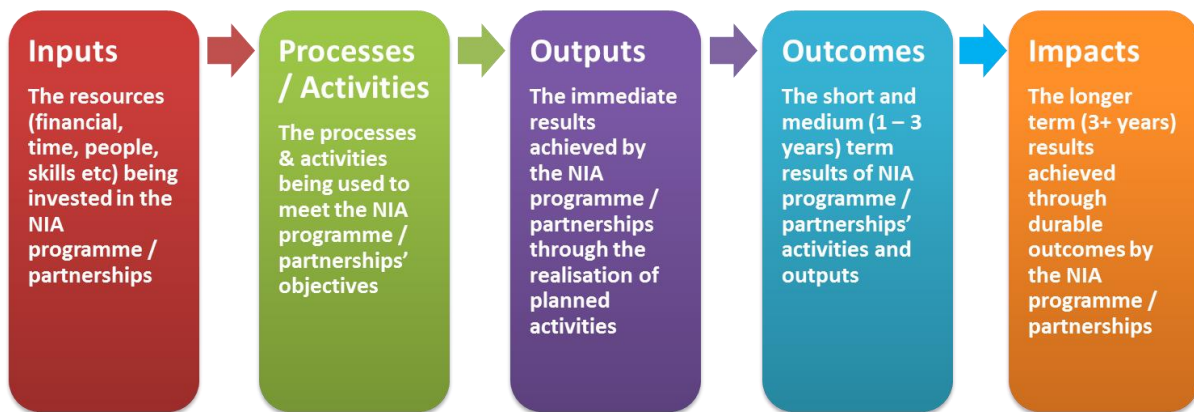 Inputs
The resources
(financial,
time, people,
skills etc) being
invested in the
NIA
programme /
partnerships
Processes
/ Activities
The processes
& activities
being used to
meet the NIA
programme /
partnerships’
objectives
Outputs
The immediate
results
achieved by
the NIA
programme /
partnerships
through the
realisation of
planned
activities
Outcomes
The short and
medium (1 – 3
years) term
results of NIA
programme /
partnerships’
activities and
outputs
Impacts
The longer
term (3+ years)
results
achieved
through
durable
outcomes by
the NIA
programme /
partnerships